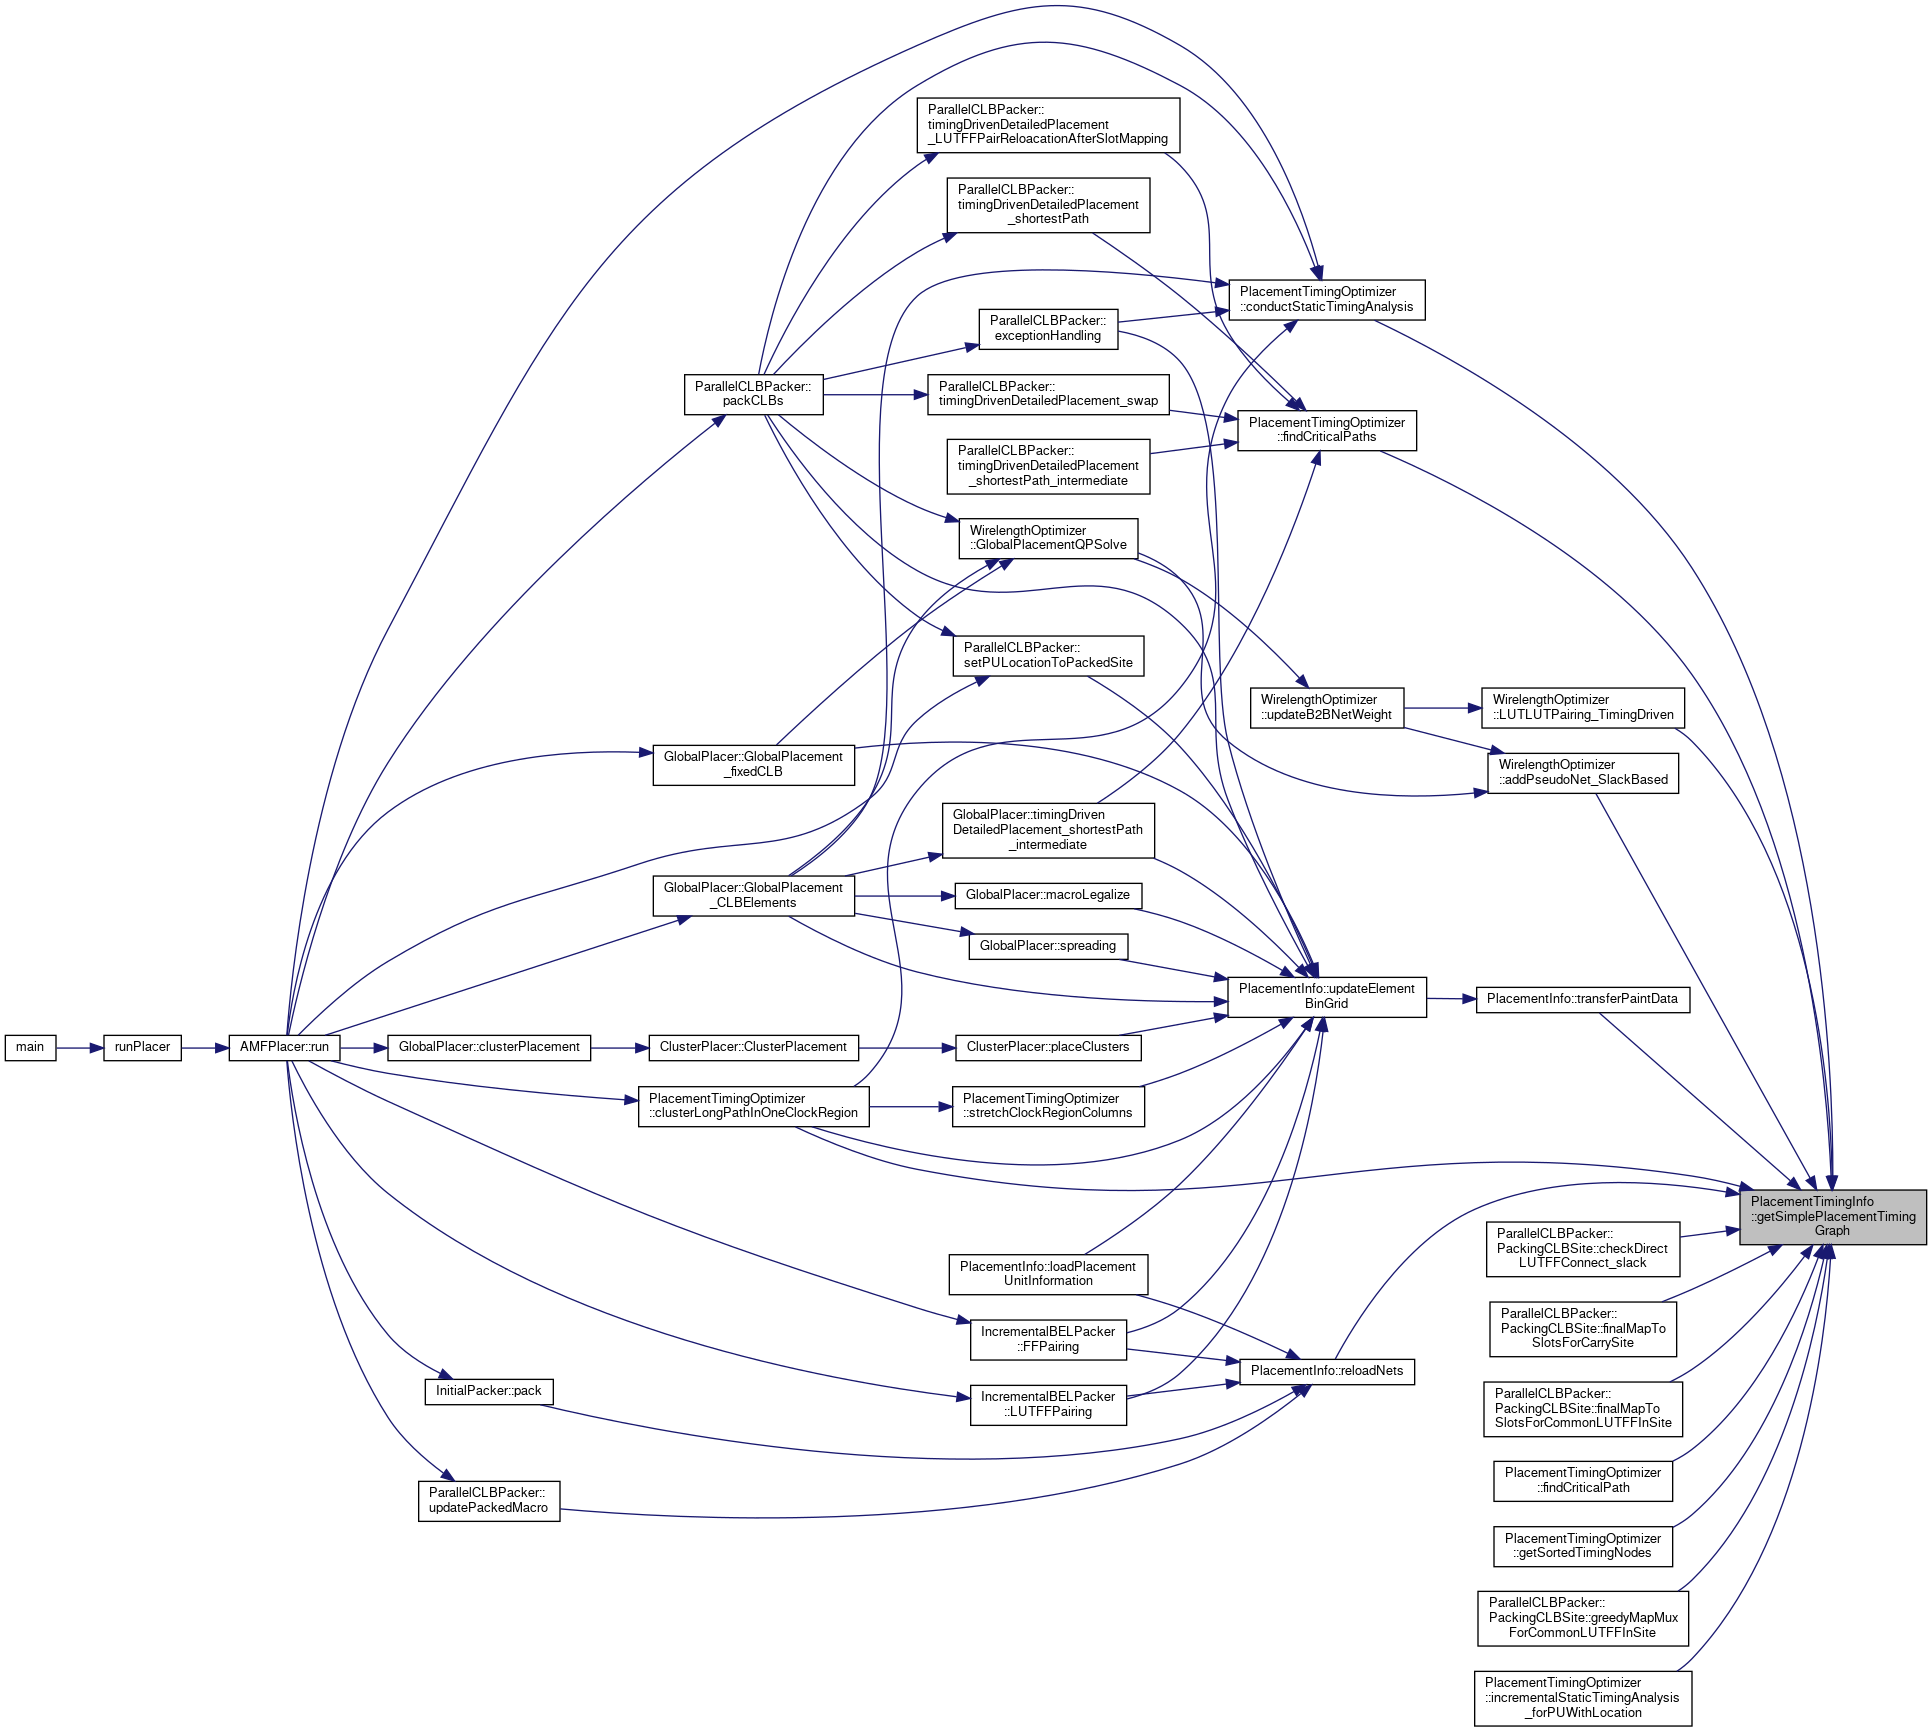 ParallelCLBPacker::
timingDrivenDetailedPlacement
_LUTFFPairReloacationAfterSlotMapping
ParallelCLBPacker::
timingDrivenDetailedPlacement
_shortestPath
PlacementTimingOptimizer
::conductStaticTimingAnalysis
ParallelCLBPacker::
exceptionHandling
ParallelCLBPacker::
packCLBs
ParallelCLBPacker::
timingDrivenDetailedPlacement_swap
PlacementTimingOptimizer
::findCriticalPaths
ParallelCLBPacker::
timingDrivenDetailedPlacement
_shortestPath_intermediate
WirelengthOptimizer
::GlobalPlacementQPSolve
ParallelCLBPacker::
setPULocationToPackedSite
WirelengthOptimizer
::updateB2BNetWeight
WirelengthOptimizer
::LUTLUTPairing_TimingDriven
GlobalPlacer::GlobalPlacement
_fixedCLB
WirelengthOptimizer
::addPseudoNet_SlackBased
GlobalPlacer::timingDriven
DetailedPlacement_shortestPath
_intermediate
GlobalPlacer::GlobalPlacement
_CLBElements
GlobalPlacer::macroLegalize
GlobalPlacer::spreading
PlacementInfo::updateElement
BinGrid
PlacementInfo::transferPaintData
main
runPlacer
AMFPlacer::run
GlobalPlacer::clusterPlacement
ClusterPlacer::ClusterPlacement
ClusterPlacer::placeClusters
PlacementTimingOptimizer
::clusterLongPathInOneClockRegion
PlacementTimingOptimizer
::stretchClockRegionColumns
PlacementTimingInfo
::getSimplePlacementTiming
Graph
ParallelCLBPacker::
PackingCLBSite::checkDirect
LUTFFConnect_slack
PlacementInfo::loadPlacement
UnitInformation
ParallelCLBPacker::
PackingCLBSite::finalMapTo
SlotsForCarrySite
IncrementalBELPacker
::FFPairing
PlacementInfo::reloadNets
InitialPacker::pack
IncrementalBELPacker
::LUTFFPairing
ParallelCLBPacker::
PackingCLBSite::finalMapTo
SlotsForCommonLUTFFInSite
ParallelCLBPacker::
updatePackedMacro
PlacementTimingOptimizer
::findCriticalPath
PlacementTimingOptimizer
::getSortedTimingNodes
ParallelCLBPacker::
PackingCLBSite::greedyMapMux
ForCommonLUTFFInSite
PlacementTimingOptimizer
::incrementalStaticTimingAnalysis
_forPUWithLocation